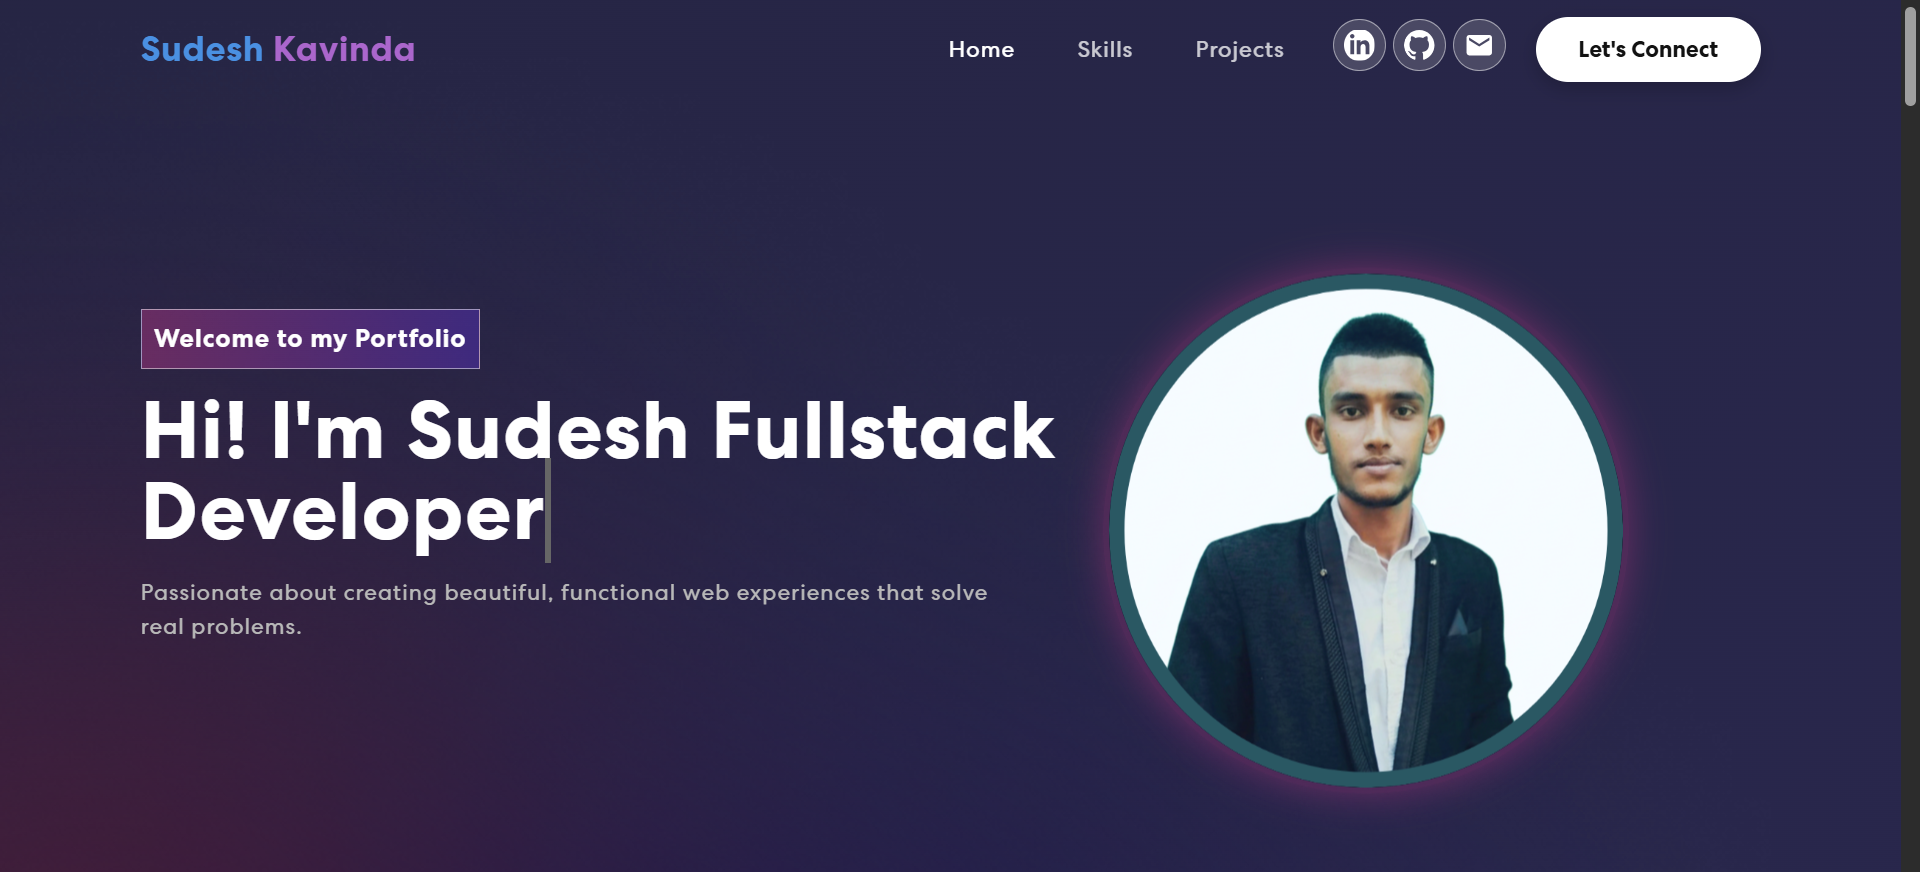 Sudesh Kavinda
Home Skills Projects Let's Connect
Welcome to my Portfolio
Hi! I'm Sudesh Fullstack
Developer
Passionate about creating beautiful, functional web experiences that solve
real problems.